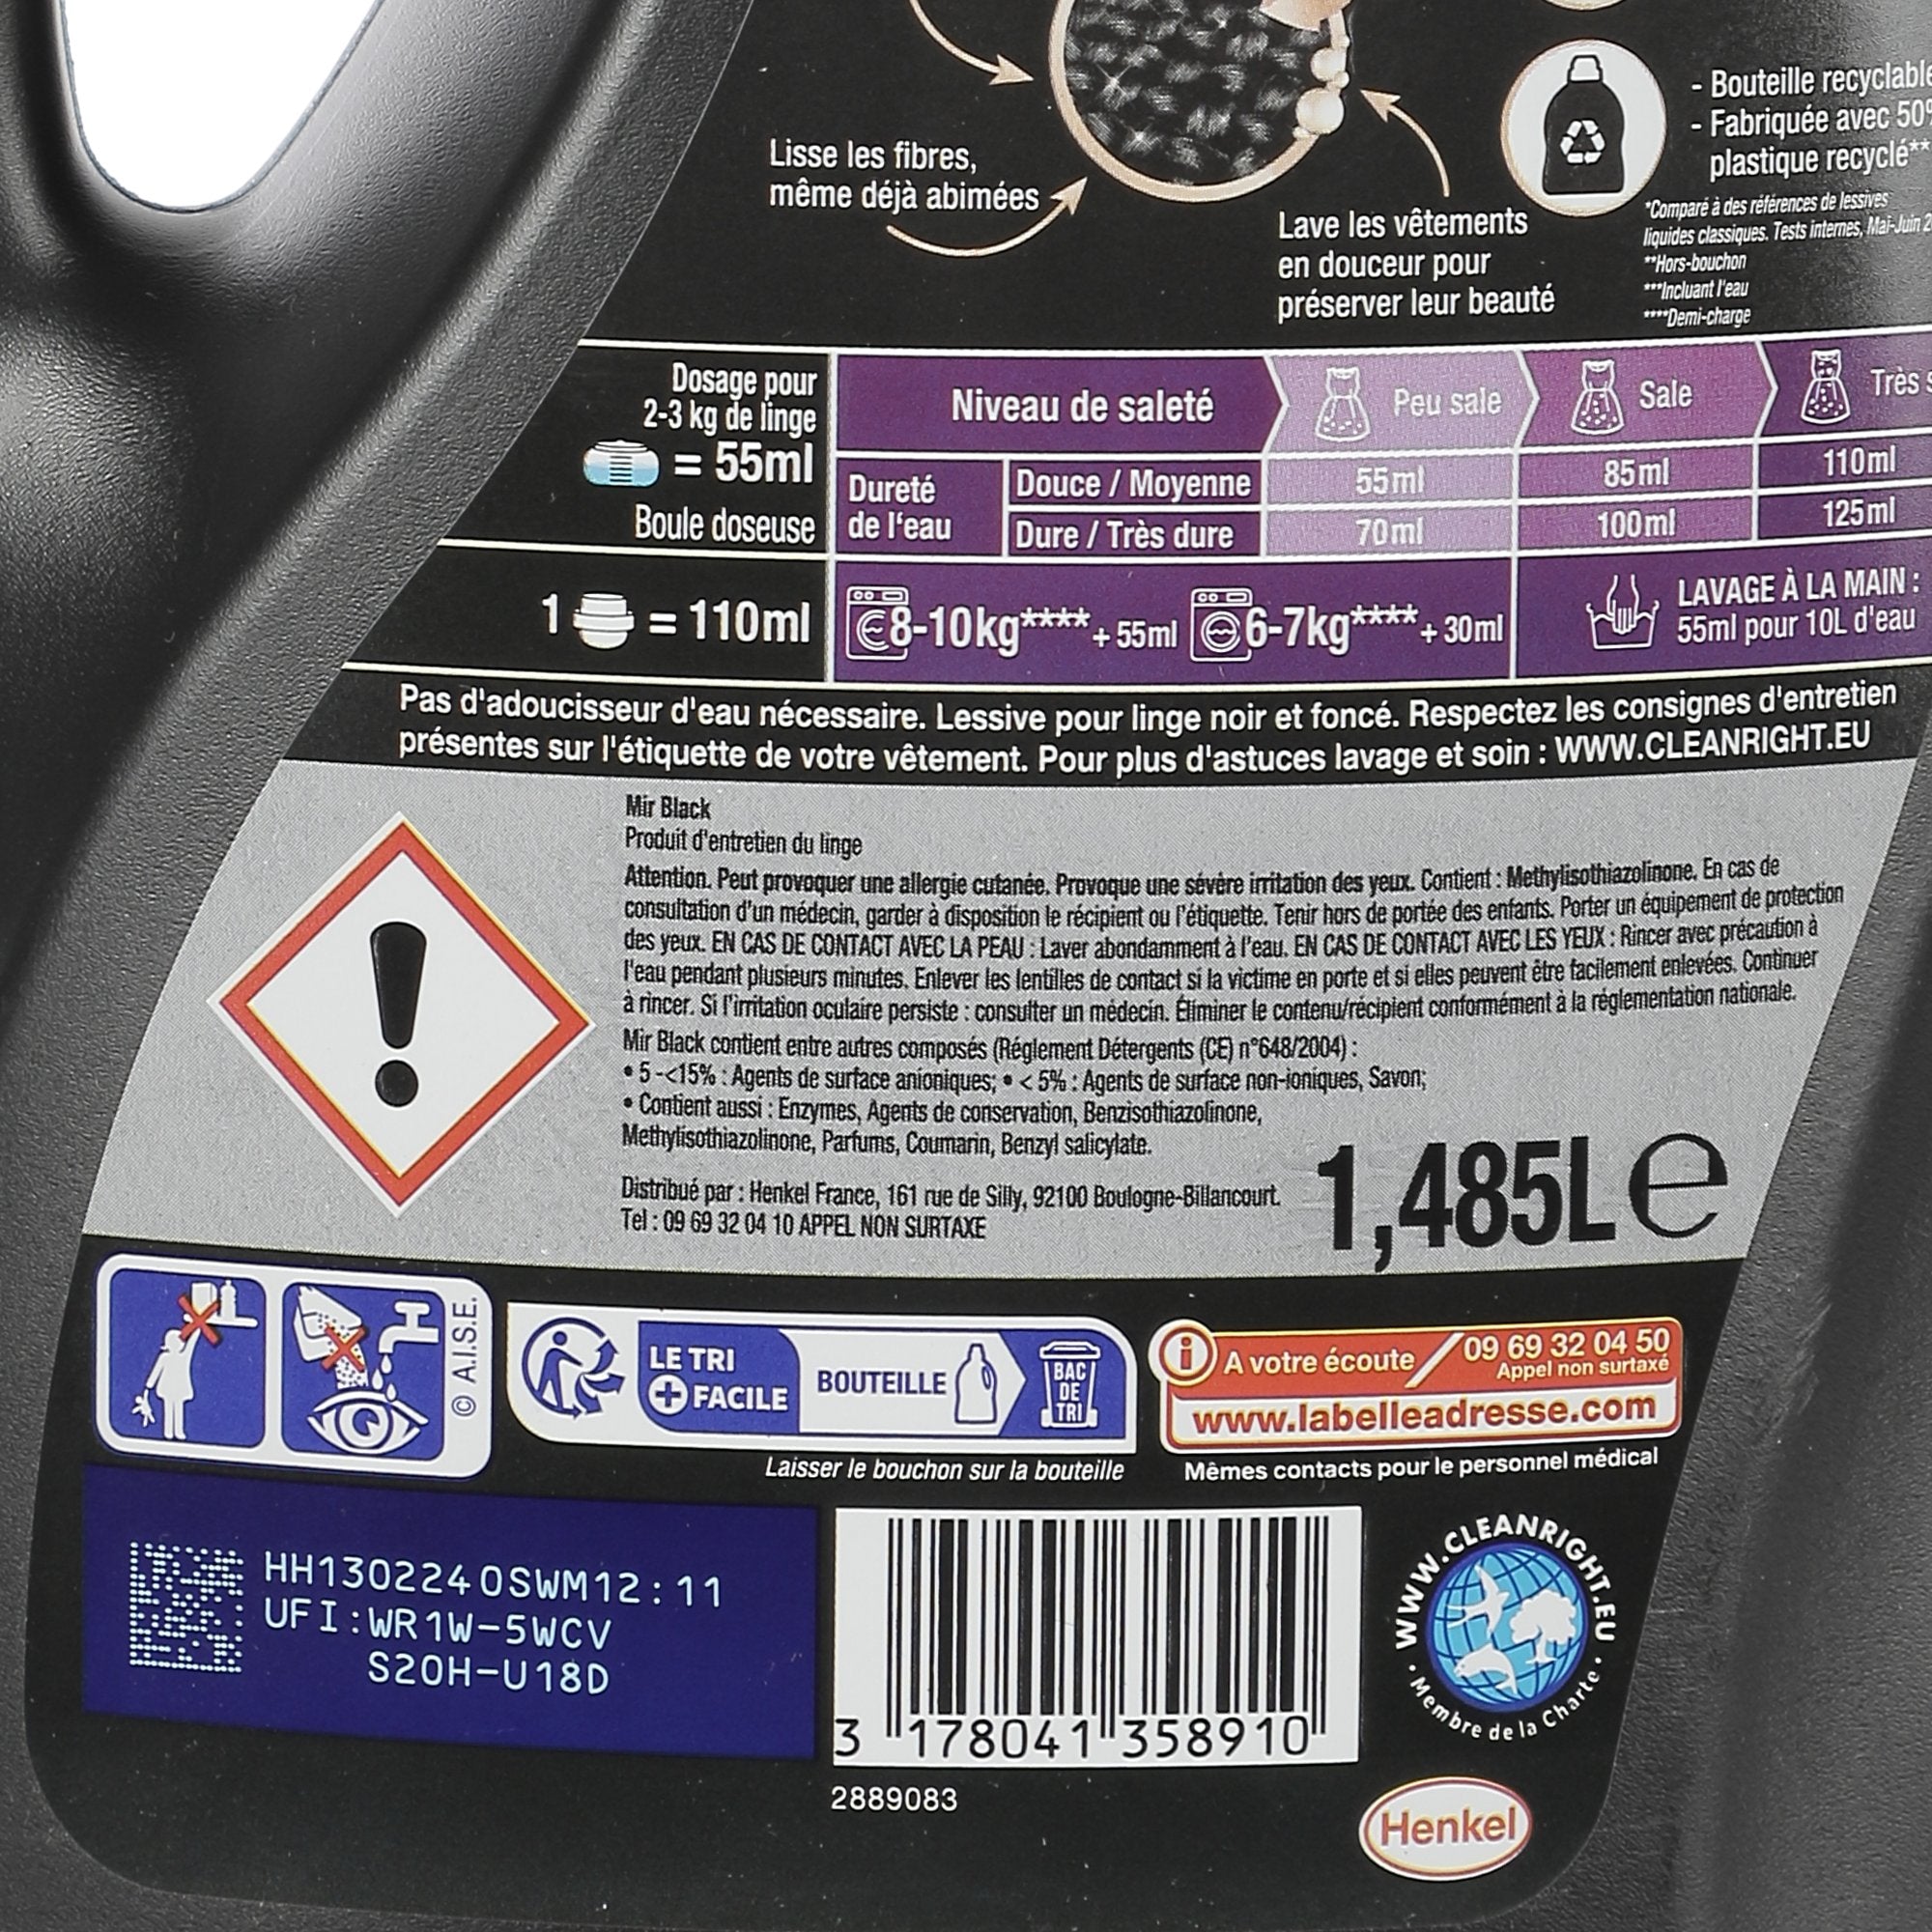 Lisse les fibres,
même déjà abimées
Lave les vêtements
en douceur pour
préserver leur beauté
- Bouteille recyclable
- Fabriquée avec 50%
plastique recyclé**
*Comparé à des références de lessives
liquides classiques. Tests internes, Mai-Juin
**Hors-bouchon
***Incluant l'eau
****Demi-charge
Dosage pour
2-3 kg de linge
= 55ml
Boule doseuse
Niveau de saleté
Peu sale
Sale
Très
Dureté
de l'eau
Douce / Moyenne
55ml
85ml
110ml
Dure / Très dure
70ml
100ml
125ml
1 = 110ml
8-10kg**** + 55ml
6-7kg**** + 30ml
LAVAGE À LA MAIN :
55ml pour 10L d'eau
Pas d'adoucisseur d'eau nécessaire. Lessive pour linge noir et foncé. Respectez les consignes d'entretien
présentes sur l'étiquette de votre vêtement. Pour plus d'astuces lavage et soin : WWW.CLEANRIGHT.EU
Mir Black
Produit d'entretien du linge
Attention. Peut provoquer une allergie cutanée. Provoque une sévère irritation des yeux. Contient : Methylisothiazolinone. En cas de
consultation d'un médecin, garder à disposition le récipient ou l'étiquette. Tenir hors de portée des enfants. Porter un équipement de protection
des yeux. EN CAS DE CONTACT AVEC LA PEAU : Laver abondamment à l'eau. EN CAS DE CONTACT AVEC LES YEUX : Rincer avec précaution à
l'eau pendant plusieurs minutes. Enlever les lentilles de contact si la victime en porte et si elles peuvent être facilement enlevées. Continuer
à rincer. Si l'irritation oculaire persiste : consulter un médecin. Éliminer le contenu/récipient conformément à la réglementation nationale.
Mir Black contient entre autres composés (Réglement Détergents (CE) n°648/2004) :
• 5 -<15% : Agents de surface anioniques; • < 5% : Agents de surface non-ioniques, Savon;
• Contient aussi : Enzymes, Agents de conservation, Benzisothiazolinone,
Methylisothiazolinone, Parfums, Coumarin, Benzyl salicylate.
Distribué par : Henkel France, 161 rue de Silly, 92100 Boulogne-Billancourt.
Tel : 09 69 32 04 10 APPEL NON SURTAXE
1,485L e
© A.I.S.E.
LE TRI
+ FACILE
BOUTEILLE
BAC
DE
TRI
Laisser le bouchon sur la bouteille
i A votre écoute / 09 69 32 04 50
Appel non surtaxé
www.labelleadresse.com
Mêmes contacts pour le personnel médical
HH1302240SWM12:11
UFI:WR1W-5WCV
S20H-U18D
3 178041 358910
2889083
WWW.CLEANRIGHT.EU
• Membre de la Charte •
Henkel